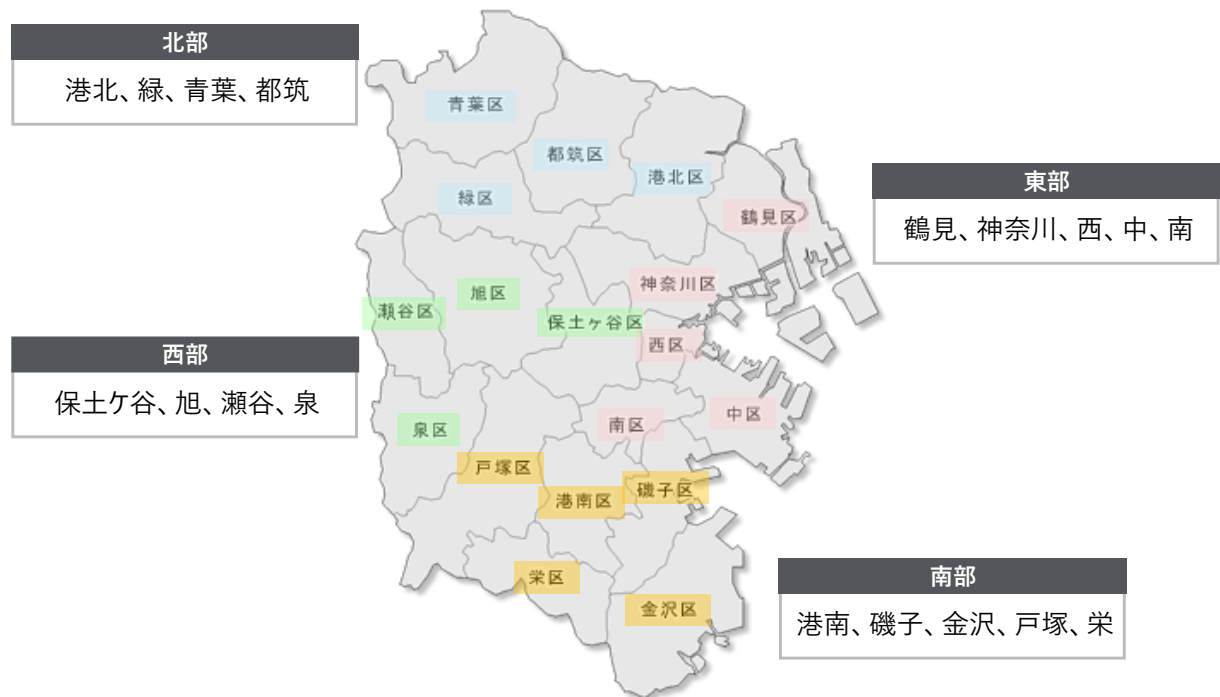 北部
港北、緑、青葉、都筑
東部
鶴見、神奈川、西、中、南
西部
保土ケ谷、旭、瀬谷、泉
南部
港南、磯子、金沢、戸塚、栄
青葉区
都筑区
港北区
緑区
鶴見区
神奈川区
旭区
瀬谷区
保土ヶ谷区
西区
中区
南区
泉区
戸塚区
港南区
磯子区
栄区
金沢区